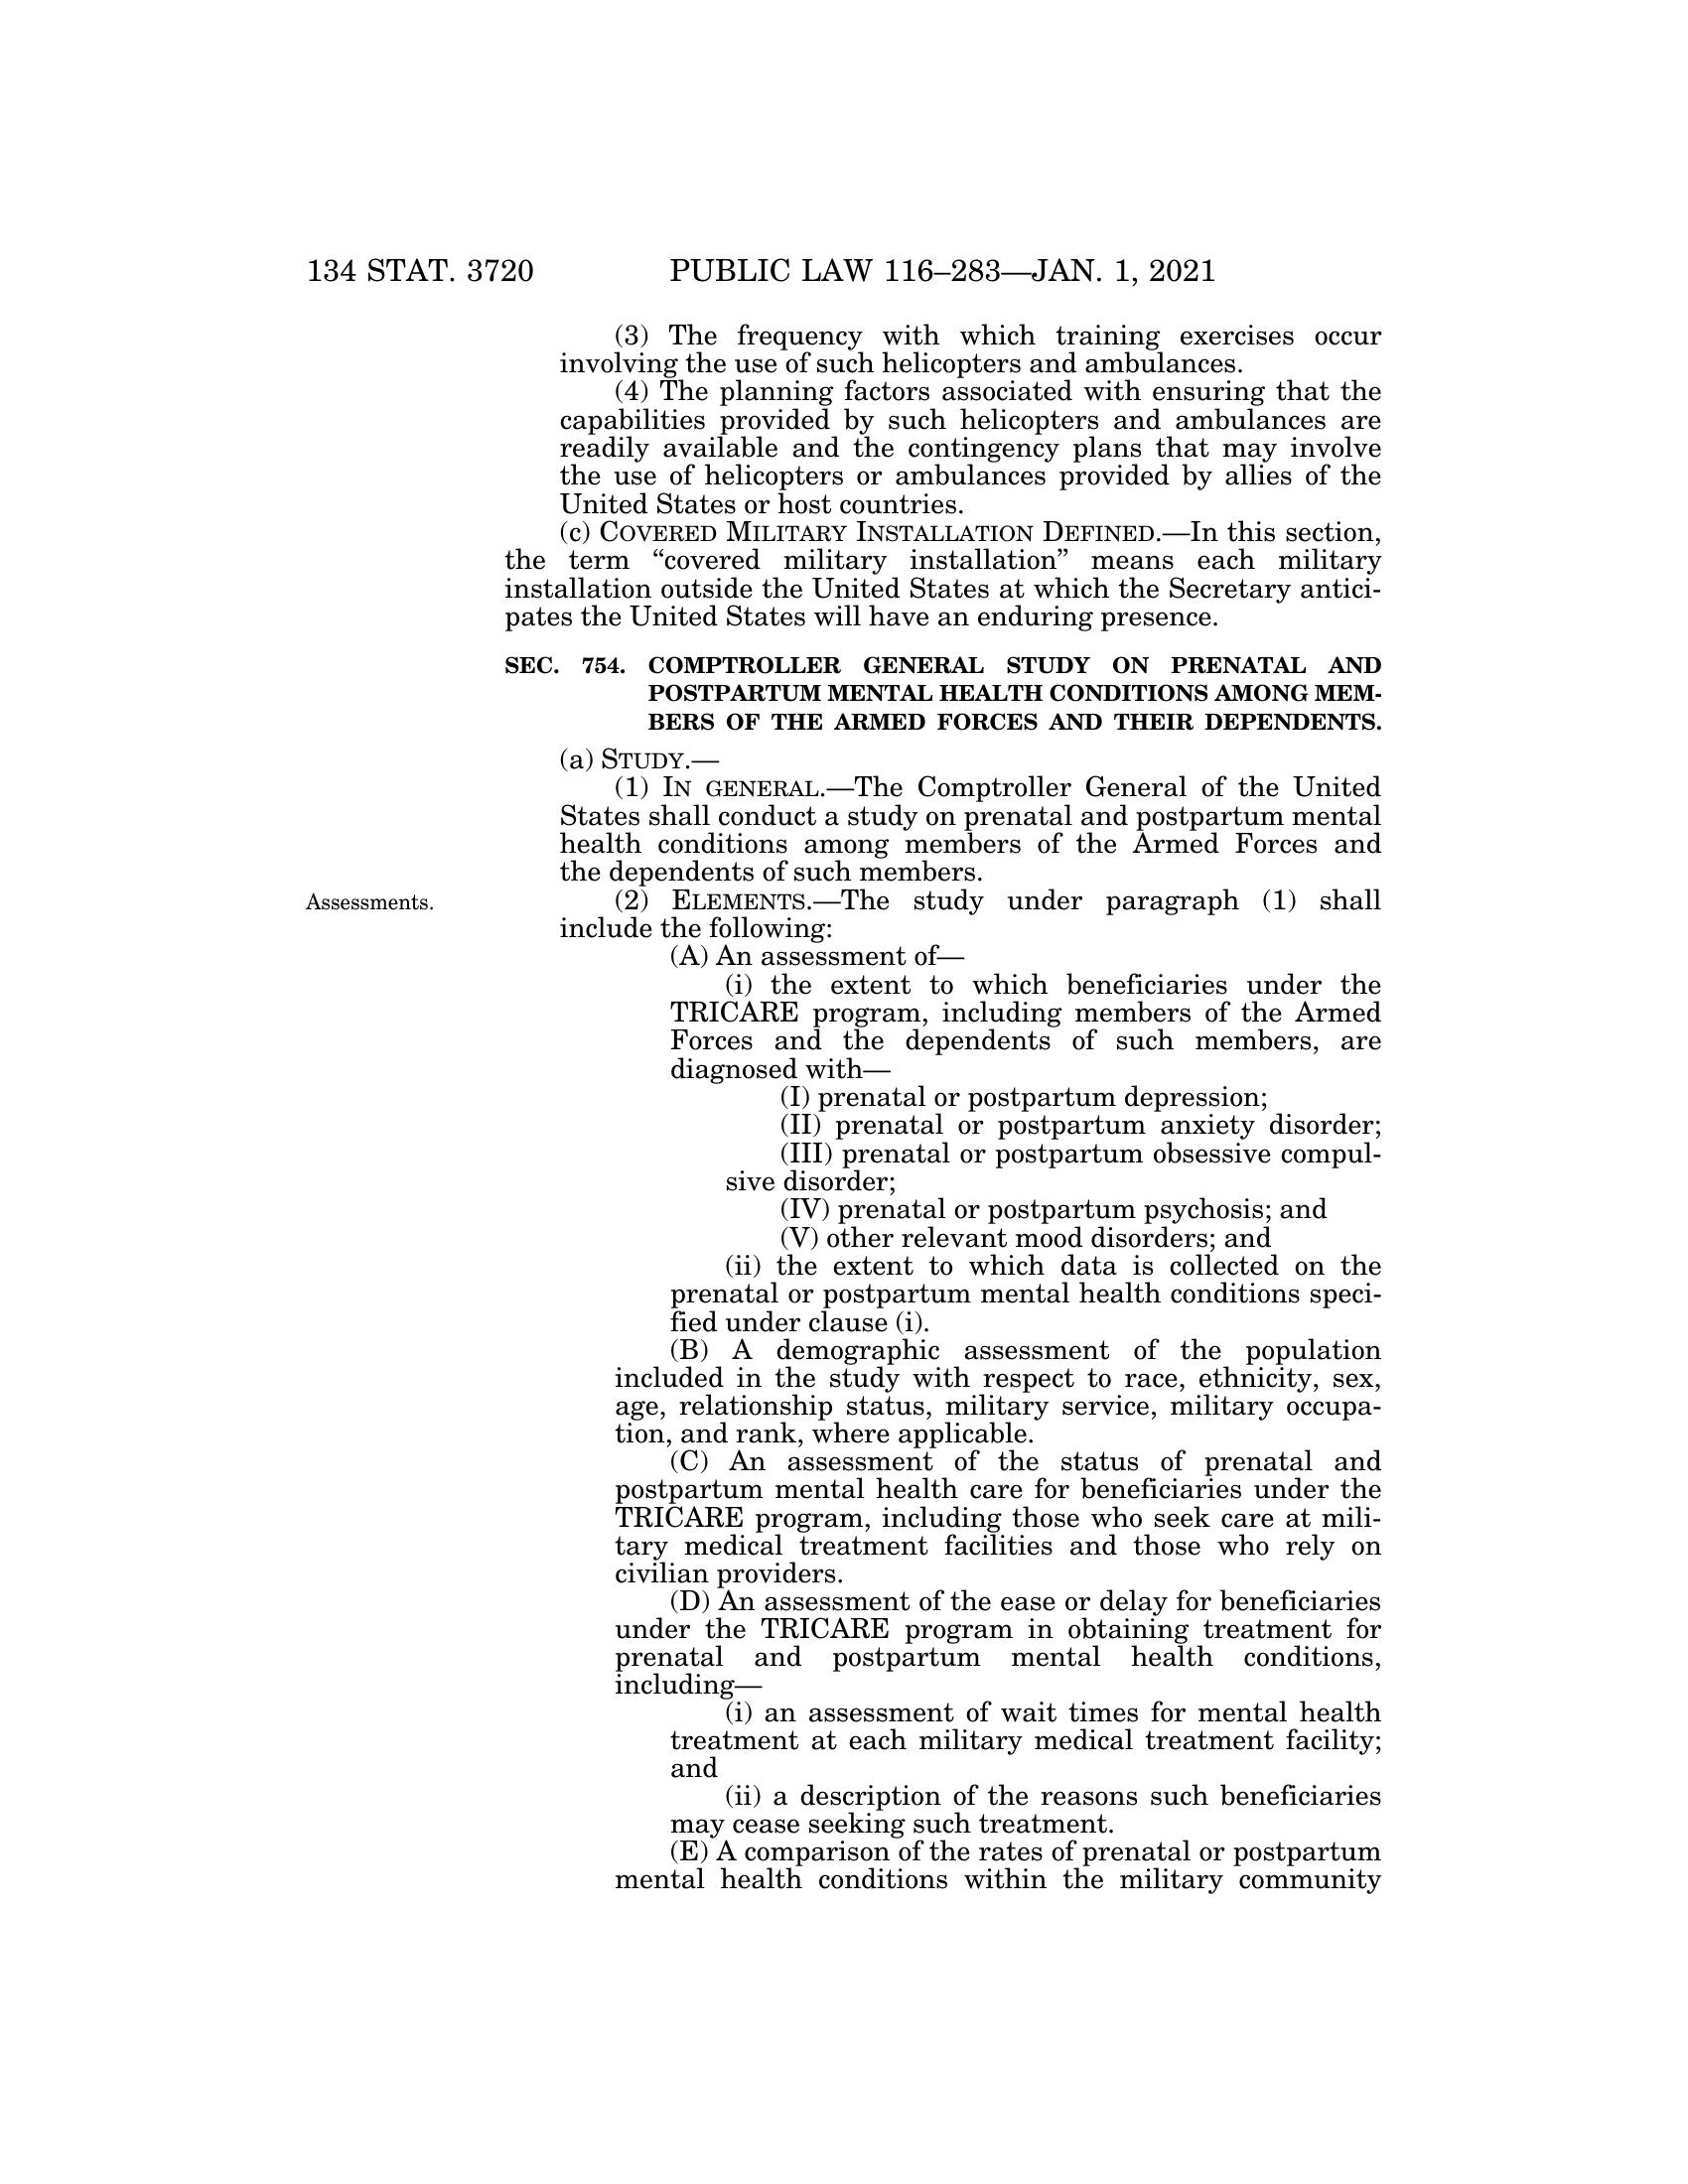 134 STAT. 3720
PUBLIC LAW 116–283—JAN. 1, 2021
(3) The frequency with which training exercises occur
involving the use of such helicopters and ambulances.
(4) The planning factors associated with ensuring that the
capabilities provided by such helicopters and ambulances are
readily available and the contingency plans that may involve
the use of helicopters or ambulances provided by allies of the
United States or host countries.
(c) COVERED MILITARY INSTALLATION DEFINED.—In this section,
the term “covered military installation” means each military
installation outside the United States at which the Secretary antici-
pates the United States will have an enduring presence.
SEC. 754. COMPTROLLER GENERAL STUDY ON PRENATAL AND
POSTPARTUM MENTAL HEALTH CONDITIONS AMONG MEM-
BERS OF THE ARMED FORCES AND THEIR DEPENDENTS.
(a) STUDY.—
(1) IN GENERAL.—The Comptroller General of the United
States shall conduct a study on prenatal and postpartum mental
health conditions among members of the Armed Forces and
the dependents of such members.
Assessments.
(2) ELEMENTS.—The study under paragraph (1) shall
include the following:
(A) An assessment of—
(i) the extent to which beneficiaries under the
TRICARE program, including members of the Armed
Forces and the dependents of such members, are
diagnosed with—
(I) prenatal or postpartum depression;
(II) prenatal or postpartum anxiety disorder;
(III) prenatal or postpartum obsessive compul-
sive disorder;
(IV) prenatal or postpartum psychosis; and
(V) other relevant mood disorders; and
(ii) the extent to which data is collected on the
prenatal or postpartum mental health conditions speci-
fied under clause (i).
(B) A demographic assessment of the population
included in the study with respect to race, ethnicity, sex,
age, relationship status, military service, military occupa-
tion, and rank, where applicable.
(C) An assessment of the status of prenatal and
postpartum mental health care for beneficiaries under the
TRICARE program, including those who seek care at mili-
tary medical treatment facilities and those who rely on
civilian providers.
(D) An assessment of the ease or delay for beneficiaries
under the TRICARE program in obtaining treatment for
prenatal and postpartum mental health conditions,
including—
(i) an assessment of wait times for mental health
treatment at each military medical treatment facility;
and
(ii) a description of the reasons such beneficiaries
may cease seeking such treatment.
(E) A comparison of the rates of prenatal or postpartum
mental health conditions within the military community